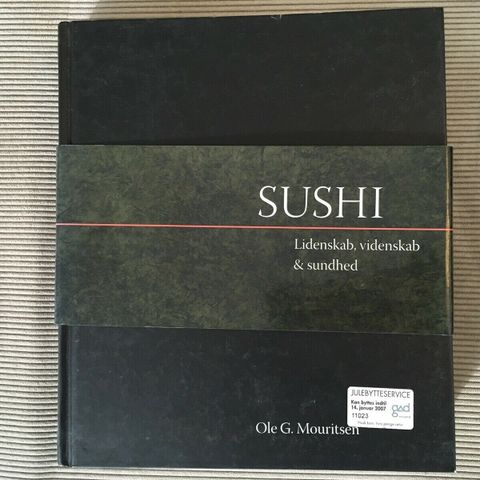 SUSHI
Lidenskab, videnskab
& sundhed
JULEBYTTESERVICE
Kan byttes indtil
14. januar 2007
11023
gad
Ole G. Mouritsen